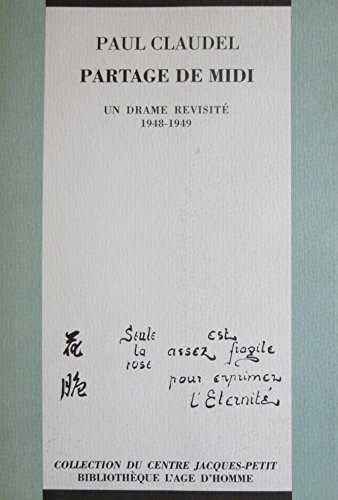 PAUL CLAUDEL
PARTAGE DE MIDI
UN DRAME REVISITÉ
1948-1949
花
脆
Seule
la
rose
est
assez fragile
pour exprimer
l'Eternité
COLLECTION DU CENTRE JACQUES-PETIT
BIBLIOTHÈQUE L'AGE D'HOMME